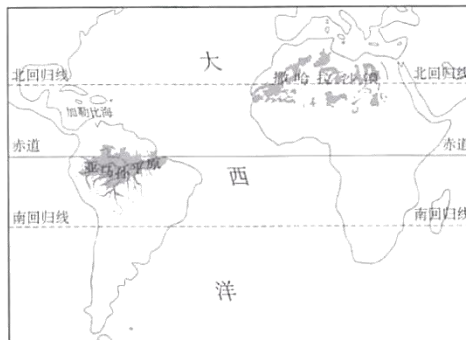 大
撒哈拉沙漠
北回归线
北回归线
加勒比海
赤道
赤道
亚马孙平原
西
南回归线
南回归线
洋